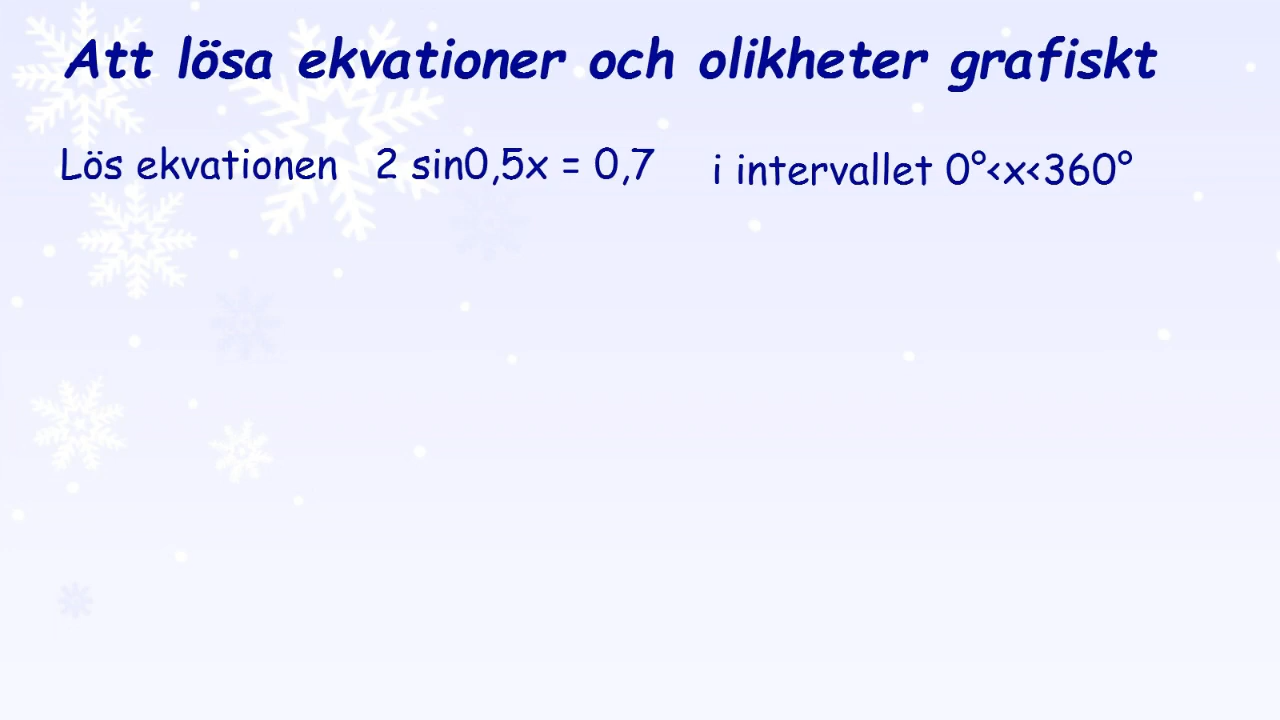 Att lösa ekvationer och olikheter grafiskt
Lös ekvationen 2 sin0,5x = 0,7 i intervallet 0°<x<360°